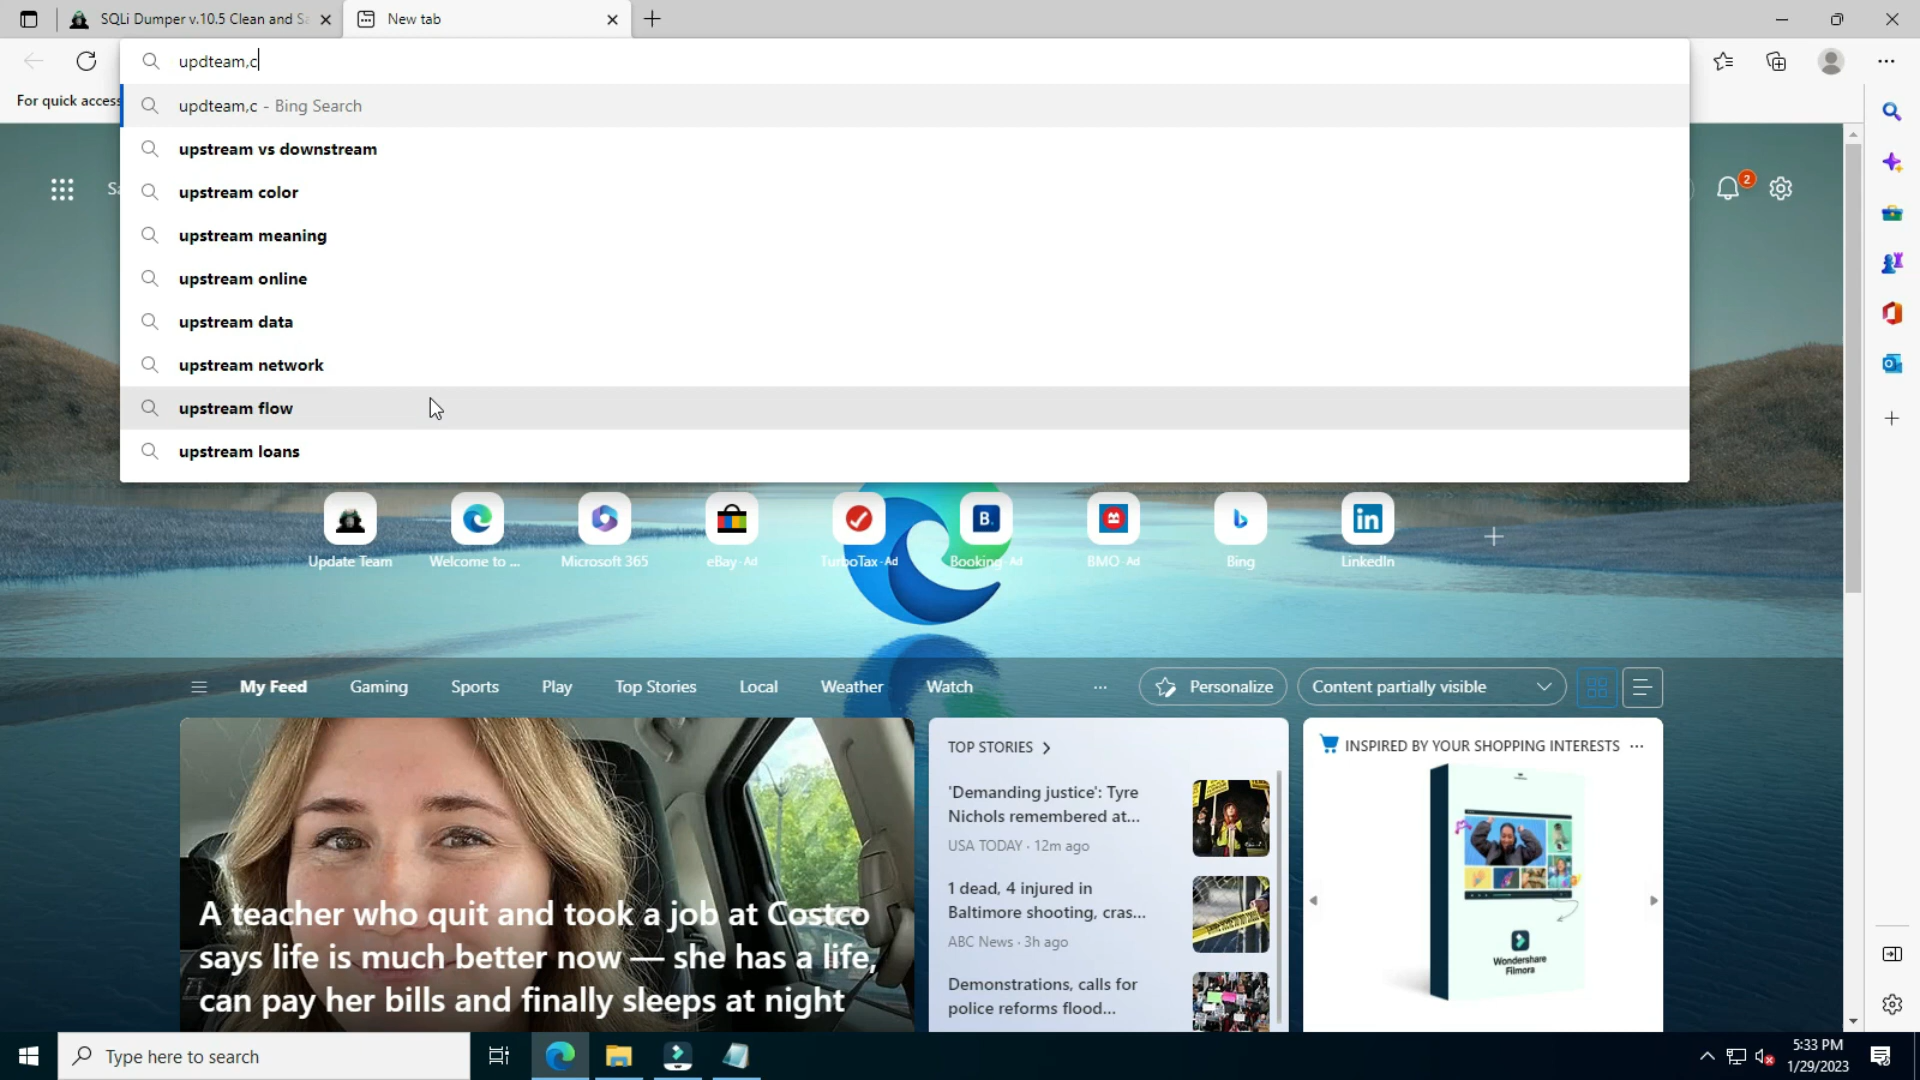 SQLi Dumper v.10.5 Clean and Sa
New tab
updteam,c
For quick access
updteam,c - Bing Search
upstream vs downstream
upstream color
upstream meaning
upstream online
upstream data
upstream network
upstream flow
upstream loans
2
Update Team
Welcome to ...
Microsoft 365
eBay · Ad
TurboTax · Ad
B.
Booking · Ad
BMO · Ad
Bing
in
LinkedIn
My Feed
Gaming
Sports
Play
Top Stories
Local
Weather
Watch
...
Personalize
Content partially visible
A teacher who quit and took a job at Costco
says life is much better now — she has a life,
can pay her bills and finally sleeps at night
TOP STORIES
'Demanding justice': Tyre
Nichols remembered at...
USA TODAY · 12m ago
1 dead, 4 injured in
Baltimore shooting, cras...
ABC News · 3h ago
Demonstrations, calls for
police reforms flood...
INSPIRED BY YOUR SHOPPING INTERESTS
Wondershare
Filmora
Type here to search
5:33 PM
1/29/2023